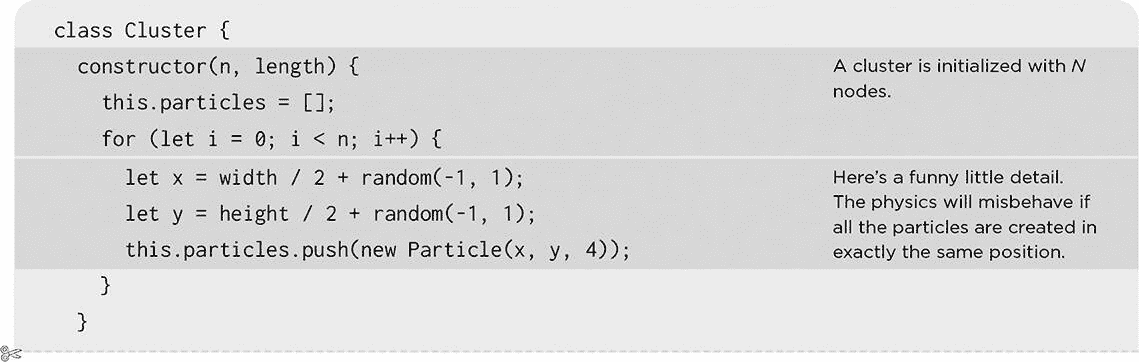 class Cluster {
constructor(n, length) {
this.particles = [];
for (let i = 0; i < n; i++) {
A cluster is initialized with N
nodes.
let x = width / 2 + random(-1, 1);
let y = height / 2 + random(-1, 1);
this.particles.push(new Particle(x, y, 4));
Here's a funny little detail.
The physics will misbehave if
all the particles are created in
exactly the same position.
}
}